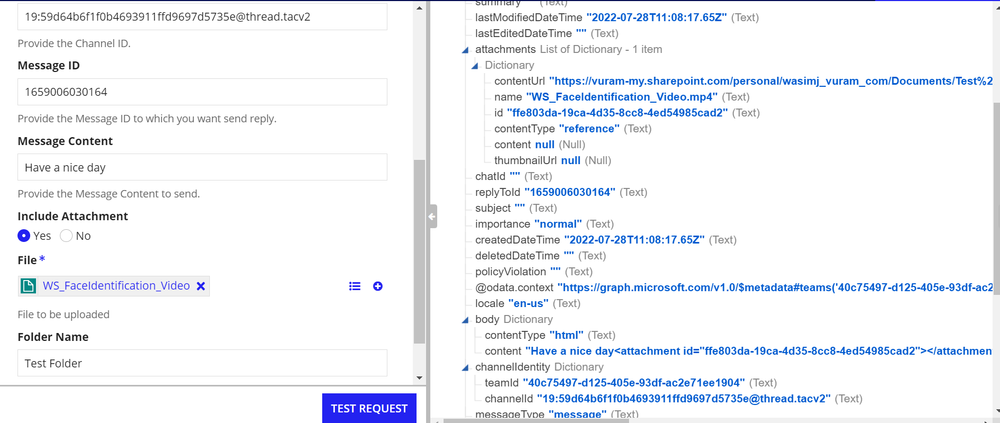 19:59d64b6f1f0b4693911ffd9697d5735e@thread.tacv2
Provide the Channel ID.
Message ID
1659006030164
Provide the Message ID to which you want send reply.
Message Content
Have a nice day
Provide the Message Content to send.
Include Attachment
Yes No
File *
WS_FaceIdentification_Video
File to be uploaded
Folder Name
Test Folder
TEST REQUEST
summary (Text)
lastModifiedDateTime "2022-07-28T11:08:17.65Z" (Text)
lastEditedDateTime "" (Text)
attachments List of Dictionary - 1 item
Dictionary
contentUrl "https://vuram-my.sharepoint.com/personal/wasimj_vuram_com/Documents/Test%2
name "WS_FaceIdentification_Video.mp4" (Text)
id "ffe803da-19ca-4d35-8cc8-4ed54985cad2" (Text)
contentType "reference" (Text)
content null (Null)
thumbnailUrl null (Null)
chatId "" (Text)
replyToId "1659006030164" (Text)
subject "" (Text)
importance "normal" (Text)
createdDateTime "2022-07-28T11:08:17.65Z" (Text)
deletedDateTime "" (Text)
policyViolation "" (Text)
@odata.context "https://graph.microsoft.com/v1.0/$metadata#teams('40c75497-d125-405e-93df-ac2
locale "en-us" (Text)
body Dictionary
contentType "html" (Text)
content "Have a nice day<attachment id="ffe803da-19ca-4d35-8cc8-4ed54985cad2"></attachmen
channelIdentity Dictionary
teamId "40c75497-d125-405e-93df-ac2e71ee1904" (Text)
channelId "19:59d64b6f1f0b4693911ffd9697d5735e@thread.tacv2" (Text)
messageType "message" (Text)